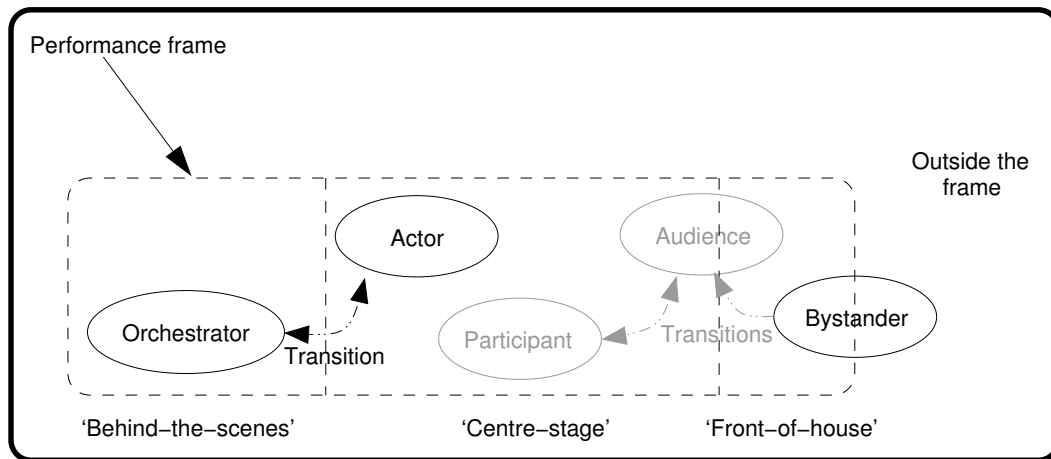 Performance frame
Outside the
frame
Actor
Audience
Orchestrator
Participant
Bystander
Transition
Transitions
‘Behind−the−scenes’
‘Centre−stage’
‘Front−of−house’